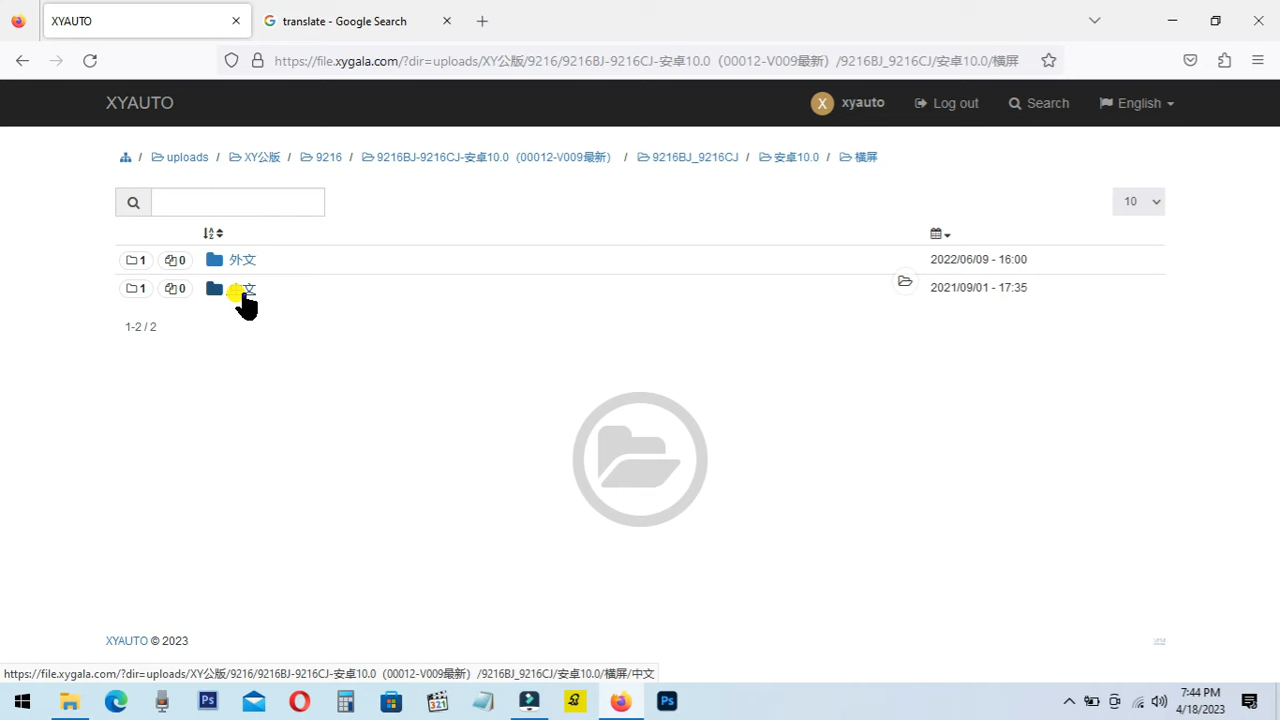 XYAUTO
translate - Google Search
https://file.xygala.com/?dir=uploads/XY公版/9216/9216BJ-9216CJ-安卓10.0（00012-V009最新）/9216BJ_9216CJ/安卓10.0/横屏
XYAUTO
X xyauto Log out Search English
/ uploads / XY公版 / 9216 / 9216BJ-9216CJ-安卓10.0（00012-V009最新） / 9216BJ_9216CJ / 安卓10.0 / 横屏
10
1 0 外文 2022/06/09 - 16:00
1 0 中文 2021/09/01 - 17:35
1-2 / 2
XYAUTO © 2023
https://file.xygala.com/?dir=uploads/XY公版/9216/9216BJ-9216CJ-安卓10.0（00012-V009最新）/9216BJ_9216CJ/安卓10.0/横屏/中文
Ps
321
Ps
7:44 PM
4/18/2023